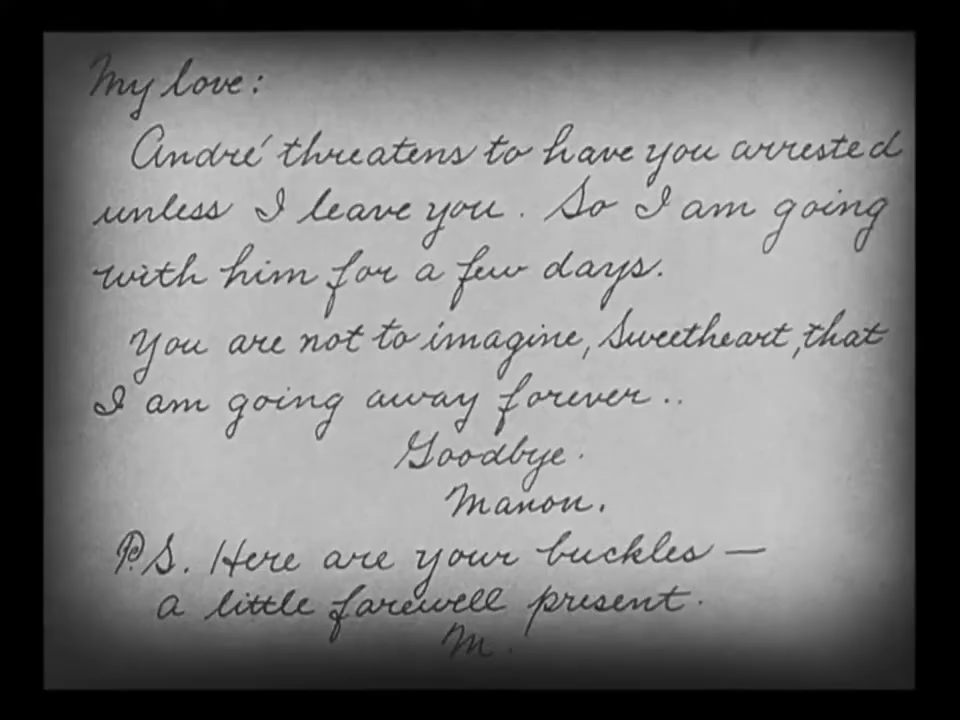 My love:
André threatens to have you arrested
unless I leave you. So I am going
with him for a few days.
You are not to imagine, Sweetheart, that
I am going away forever..
Goodbye.
Manon.
P.S. Here are your buckles —
a little farewell present.
M.